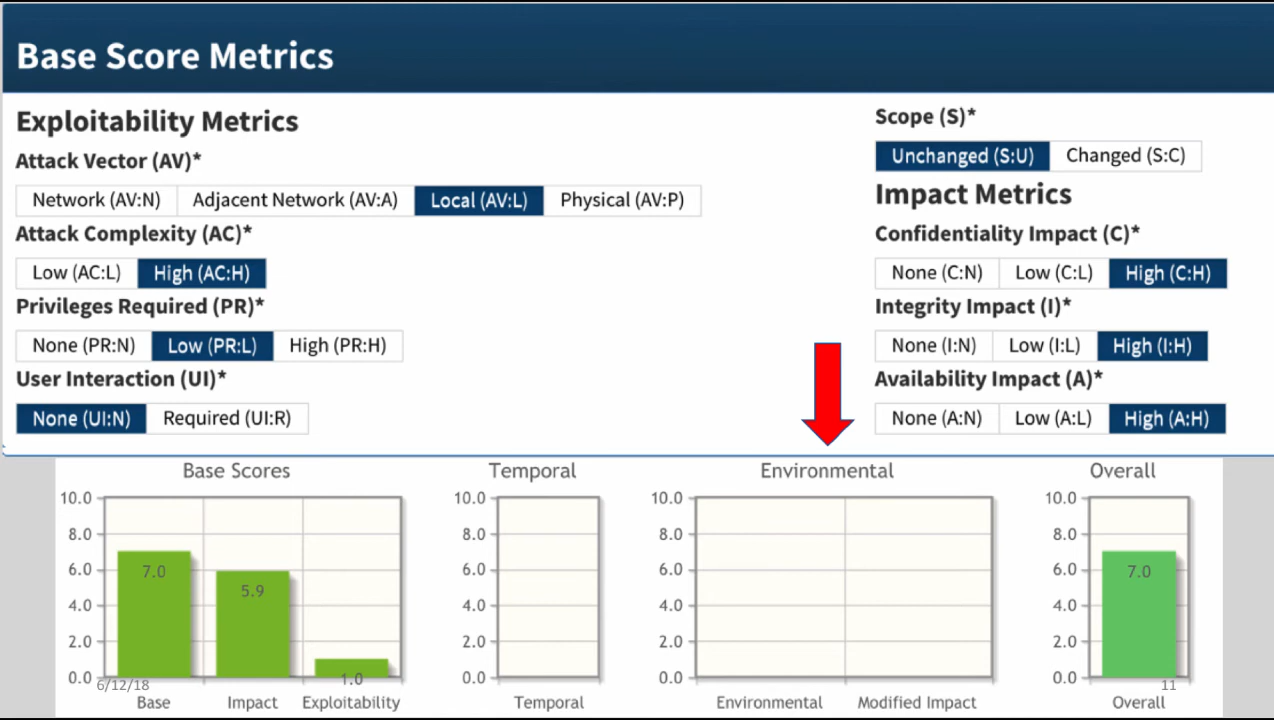 Base Score Metrics
Exploitability Metrics
Attack Vector (AV)*
Network (AV:N) Adjacent Network (AV:A) Local (AV:L) Physical (AV:P)
Attack Complexity (AC)*
Low (AC:L) High (AC:H)
Privileges Required (PR)*
None (PR:N) Low (PR:L) High (PR:H)
User Interaction (UI)*
None (UI:N) Required (UI:R)
Scope (S)*
Unchanged (S:U) Changed (S:C)
Impact Metrics
Confidentiality Impact (C)*
None (C:N) Low (C:L) High (C:H)
Integrity Impact (I)*
None (I:N) Low (I:L) High (I:H)
Availability Impact (A)*
None (A:N) Low (A:L) High (A:H)
Base Scores
10.0
8.0
6.0
4.0
2.0
0.0
7.0
5.9
1.0
Base Impact Exploitability
Temporal
10.0
8.0
6.0
4.0
2.0
0.0
Temporal
Environmental
10.0
8.0
6.0
4.0
2.0
0.0
Environmental Modified Impact
Overall
10.0
8.0
6.0
4.0
2.0
0.0
7.0
Overall
6/12/18
11